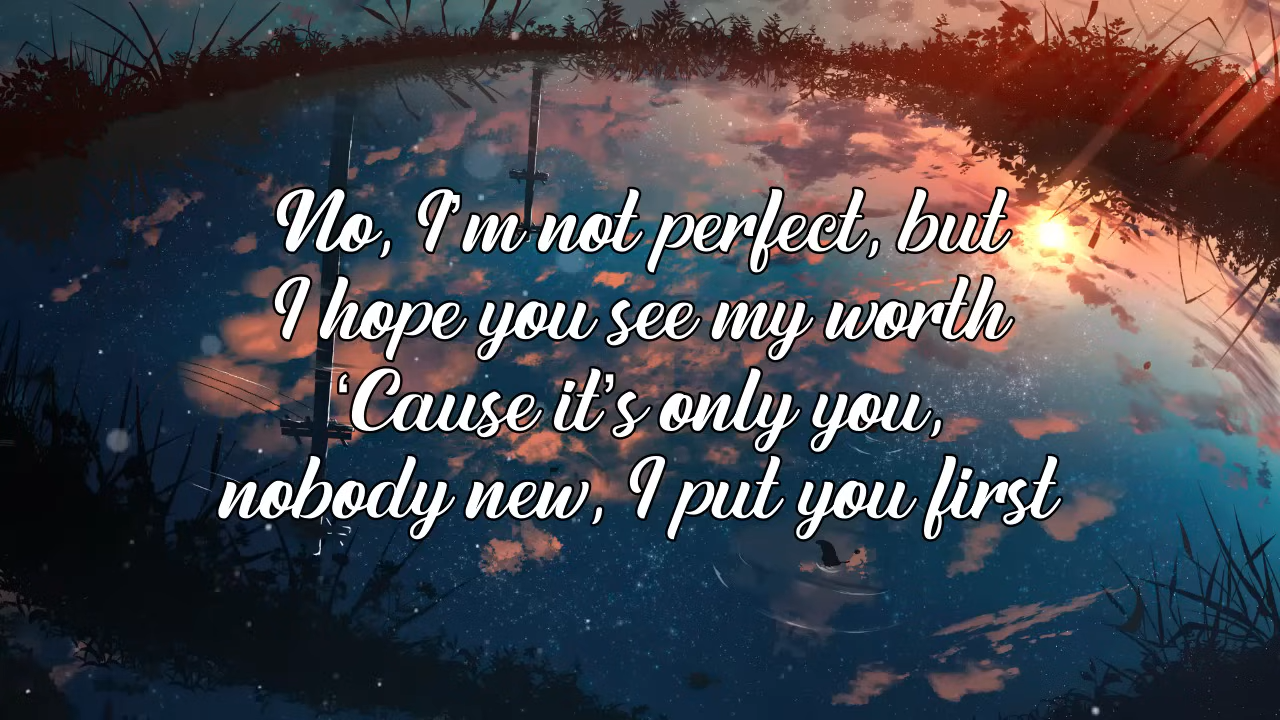 No, I'm not perfect, but
I hope you see my worth
‘Cause it's only you,
nobody new, I put you first